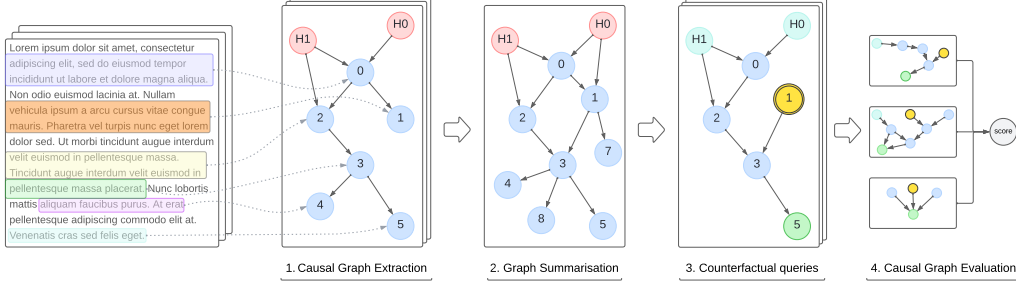 Lorem ipsum dolor sit amet, consectetur
adipiscing elit, sed do eiusmod tempor
incididunt ut labore et dolore magna aliqua.
Non odio euismod lacinia at. Nullam
vehicula ipsum a arcu cursus vitae congue
mauris. Pharetra vel turpis nunc eget lorem
dolor sed. Ut morbi tincidunt augue interdum
velit euismod in pellentesque massa.
Tincidunt augue interdum velit euismod in
pellentesque massa placerat. Nunc lobortis
mattis aliquam faucibus purus. At erat
pellentesque adipiscing commodo elit at.
Venenatis cras sed felis eget.
H1
H0
0
2
1
3
4
5
1. Causal Graph Extraction
H1
H0
0
1
2
7
3
4
8
5
2. Graph Summarisation
H1
H0
0
1
2
3
5
3. Counterfactual queries
score
4. Causal Graph Evaluation